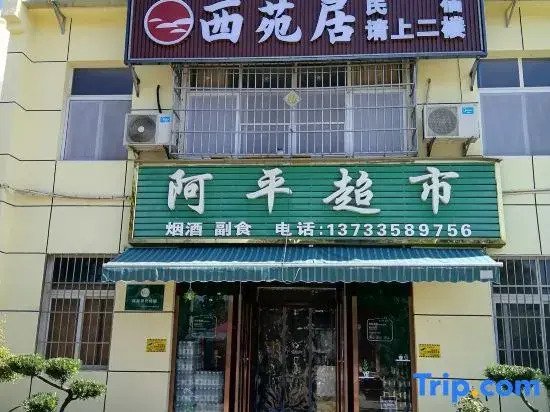 西苑居
民宿
请上二楼
阿平超市
烟酒 副食 电话:13733589756
Trip.com